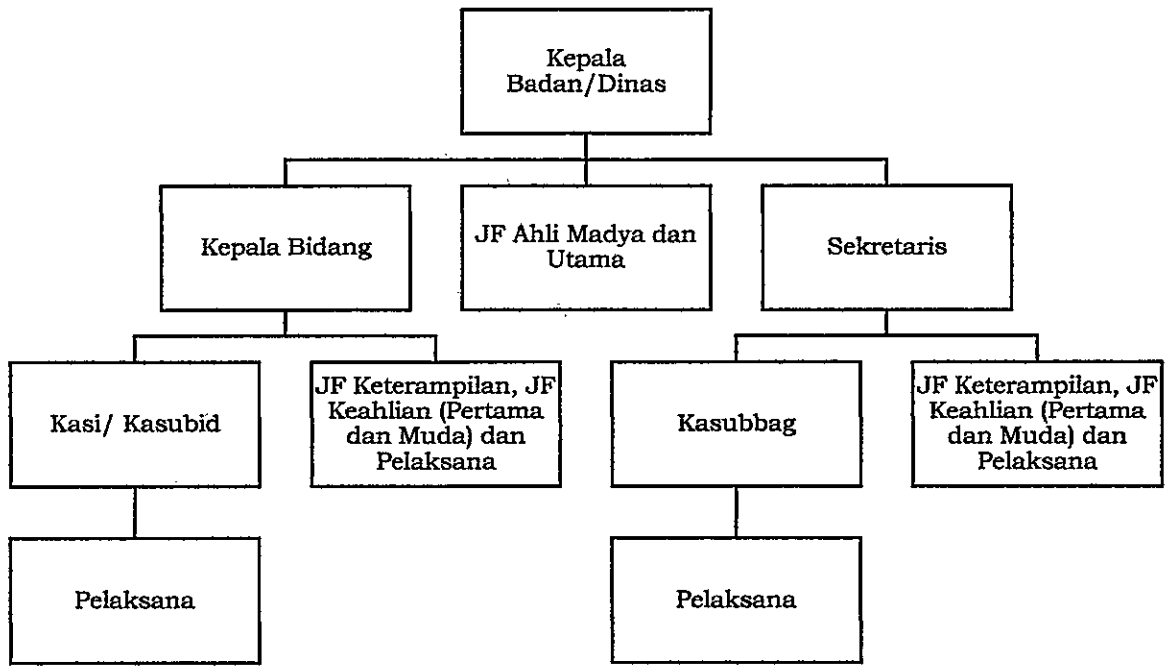 Kepala
Badan/Dinas
Kepala Bidang
JF Ahli Madya dan
Utama
Sekretaris
Kasi/ Kasubid
JF Keterampilan, JF
Keahlian (Pertama
dan Muda) dan
Pelaksana
Kasubbag
JF Keterampilan, JF
Keahlian (Pertama
dan Muda) dan
Pelaksana
Pelaksana
Pelaksana